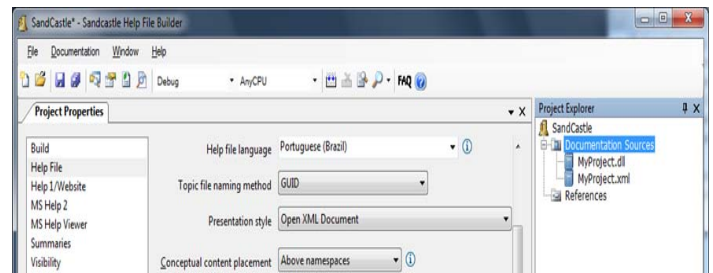 SandCastle* - Sandcastle Help File Builder
File Documentation Window Help
Debug AnyCPU FAQ
Project Properties
Build
Help File
Help 1/Website
MS Help 2
MS Help Viewer
Summaries
Visibility
Help file language Portuguese (Brazil)
Topic file naming method GUID
Presentation style Open XML Document
Conceptual content placement Above namespaces
Project Explorer
SandCastle
Documentation Sources
MyProject.dll
MyProject.xml
References